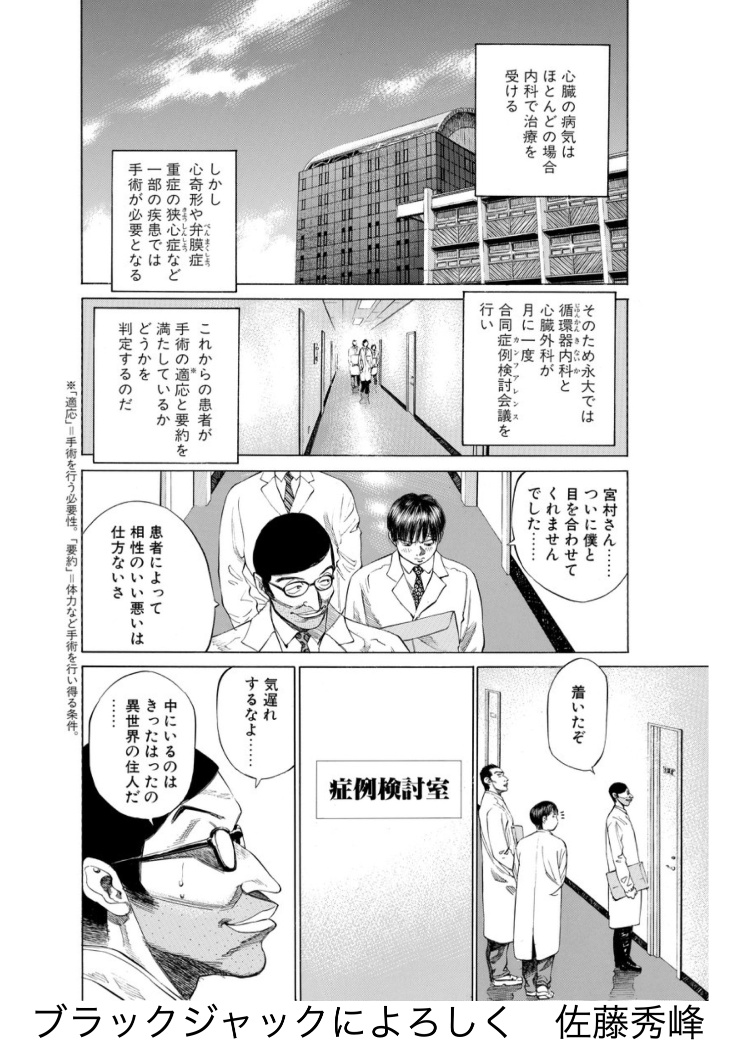 心臓の病気は
ほとんどの場合
内科で治療を
受ける
しかし
心奇形や弁膜症
重症の狭心症など
一部の疾患では
手術が必要となる
そのため永大では
循環器内科と
心臓外科が
月に一度
合同症例検討会議を
行い
これからの患者が
手術の適応※と要約を
満たしているか
どうかを
判定するのだ
※「適応」=手術を行う必要性。「要約」=体力など手術を行い得る条件。
宮村さん……
ついに僕と
目を合わせて
くれません
でした……
患者によって
相性のいい悪いは
仕方ないさ
着いたぞ
症例検討室
気遅れ
するなよ……
中にいるのは
きったはったの
異世界の住人だ
……
ブラックジャックによろしく 佐藤秀峰